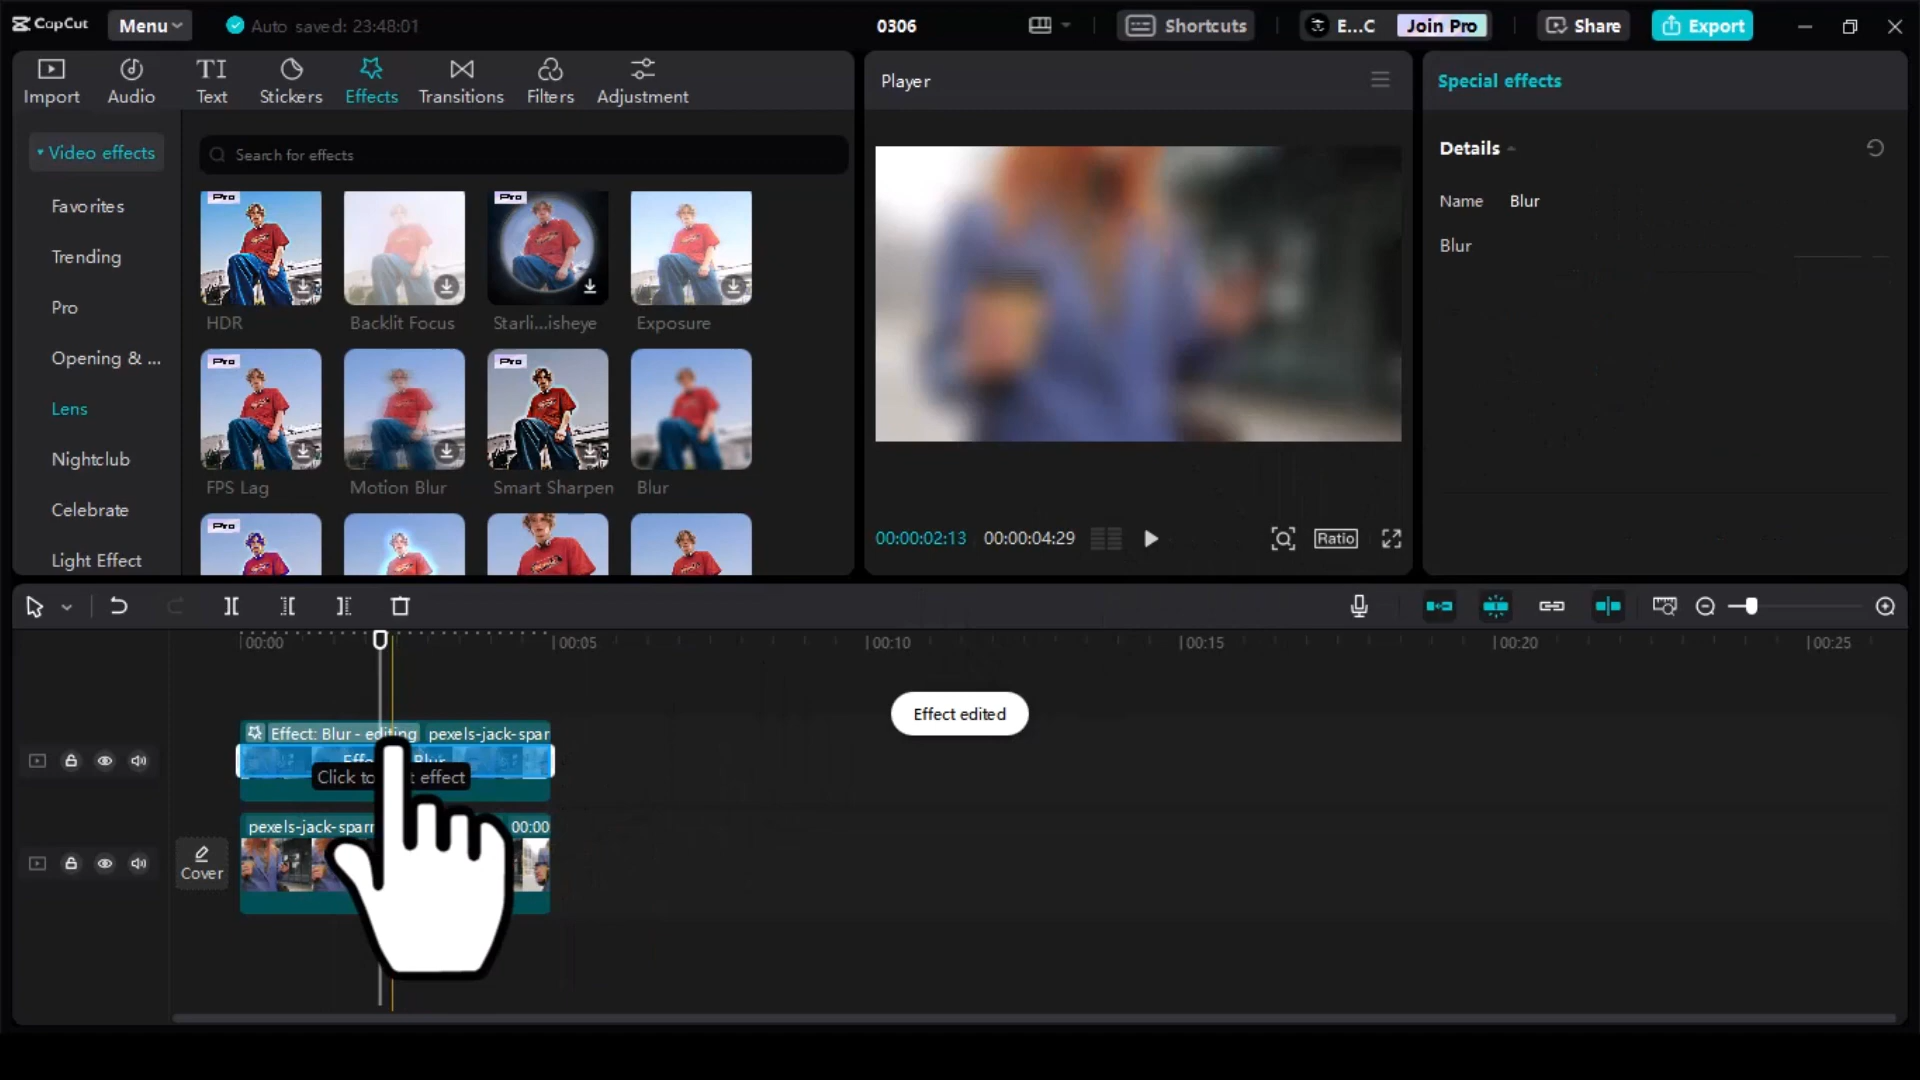 CapCut
Menu
Auto saved: 23:48:01
0306
Shortcuts
E...C
Join Pro
Share
Export
Import
Audio
TI
Text
Stickers
Effects
Transitions
Filters
Adjustment
Player
Special effects
Video effects
Search for effects
Details
Favorites
Name
Blur
Blur
Trending
Pro
Opening & ...
Lens
Nightclub
Celebrate
Light Effect
Pro
Pro
HDR
Backlit Focus
Starli...isheye
Exposure
Pro
Pro
FPS Lag
Motion Blur
Smart Sharpen
Blur
Pro
00:00:02:13
00:00:04:29
Ratio
00:00
00:05
00:10
00:15
00:20
00:25
Effect edited
Effect: Blur - editing
pexels-jack-spar
Click to
effect
pexels-jack-sparr
00:00
Cover